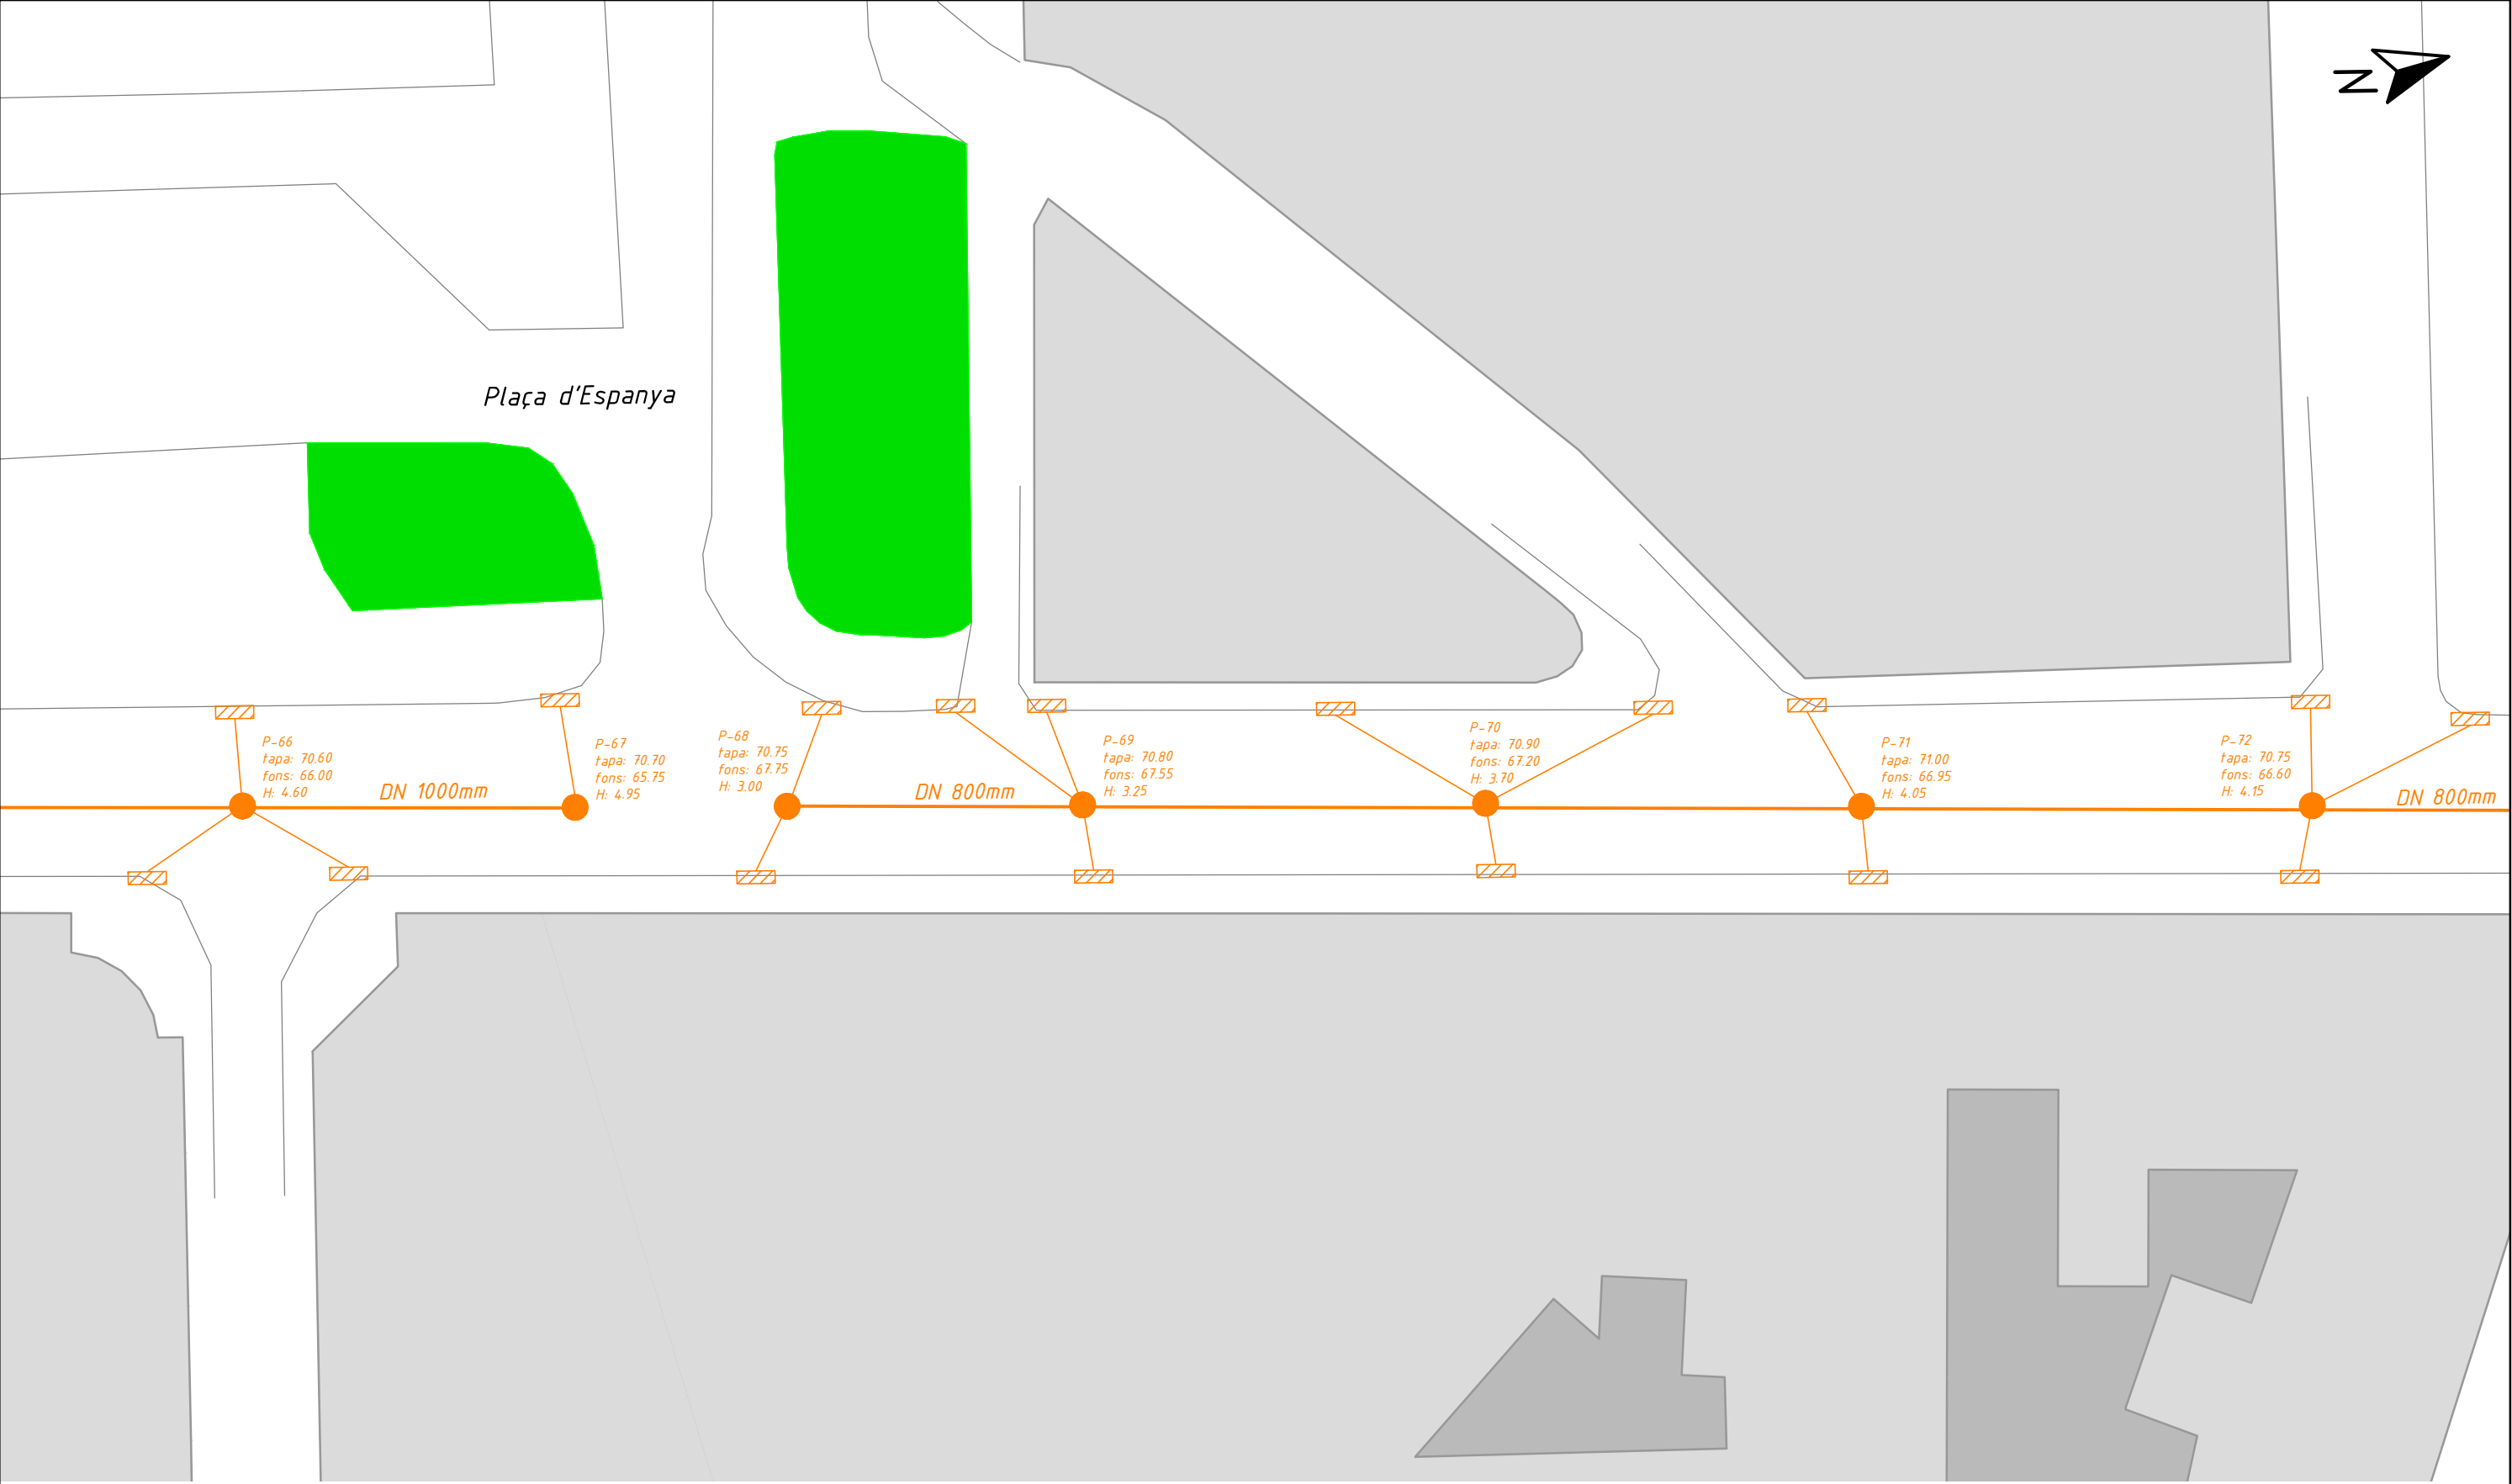 N
Plaça d'Espanya
P-66
tapa: 70.60
fons: 66.00
H: 4.60
DN 1000mm
P-67
tapa: 70.70
fons: 65.75
H: 4.95
P-68
tapa: 70.75
fons: 67.75
H: 3.00
DN 800mm
P-69
tapa: 70.80
fons: 67.55
H: 3.25
P-70
tapa: 70.90
fons: 67.20
H: 3.70
P-71
tapa: 71.00
fons: 66.95
H: 4.05
P-72
tapa: 70.75
fons: 66.60
H: 4.15
DN 800mm